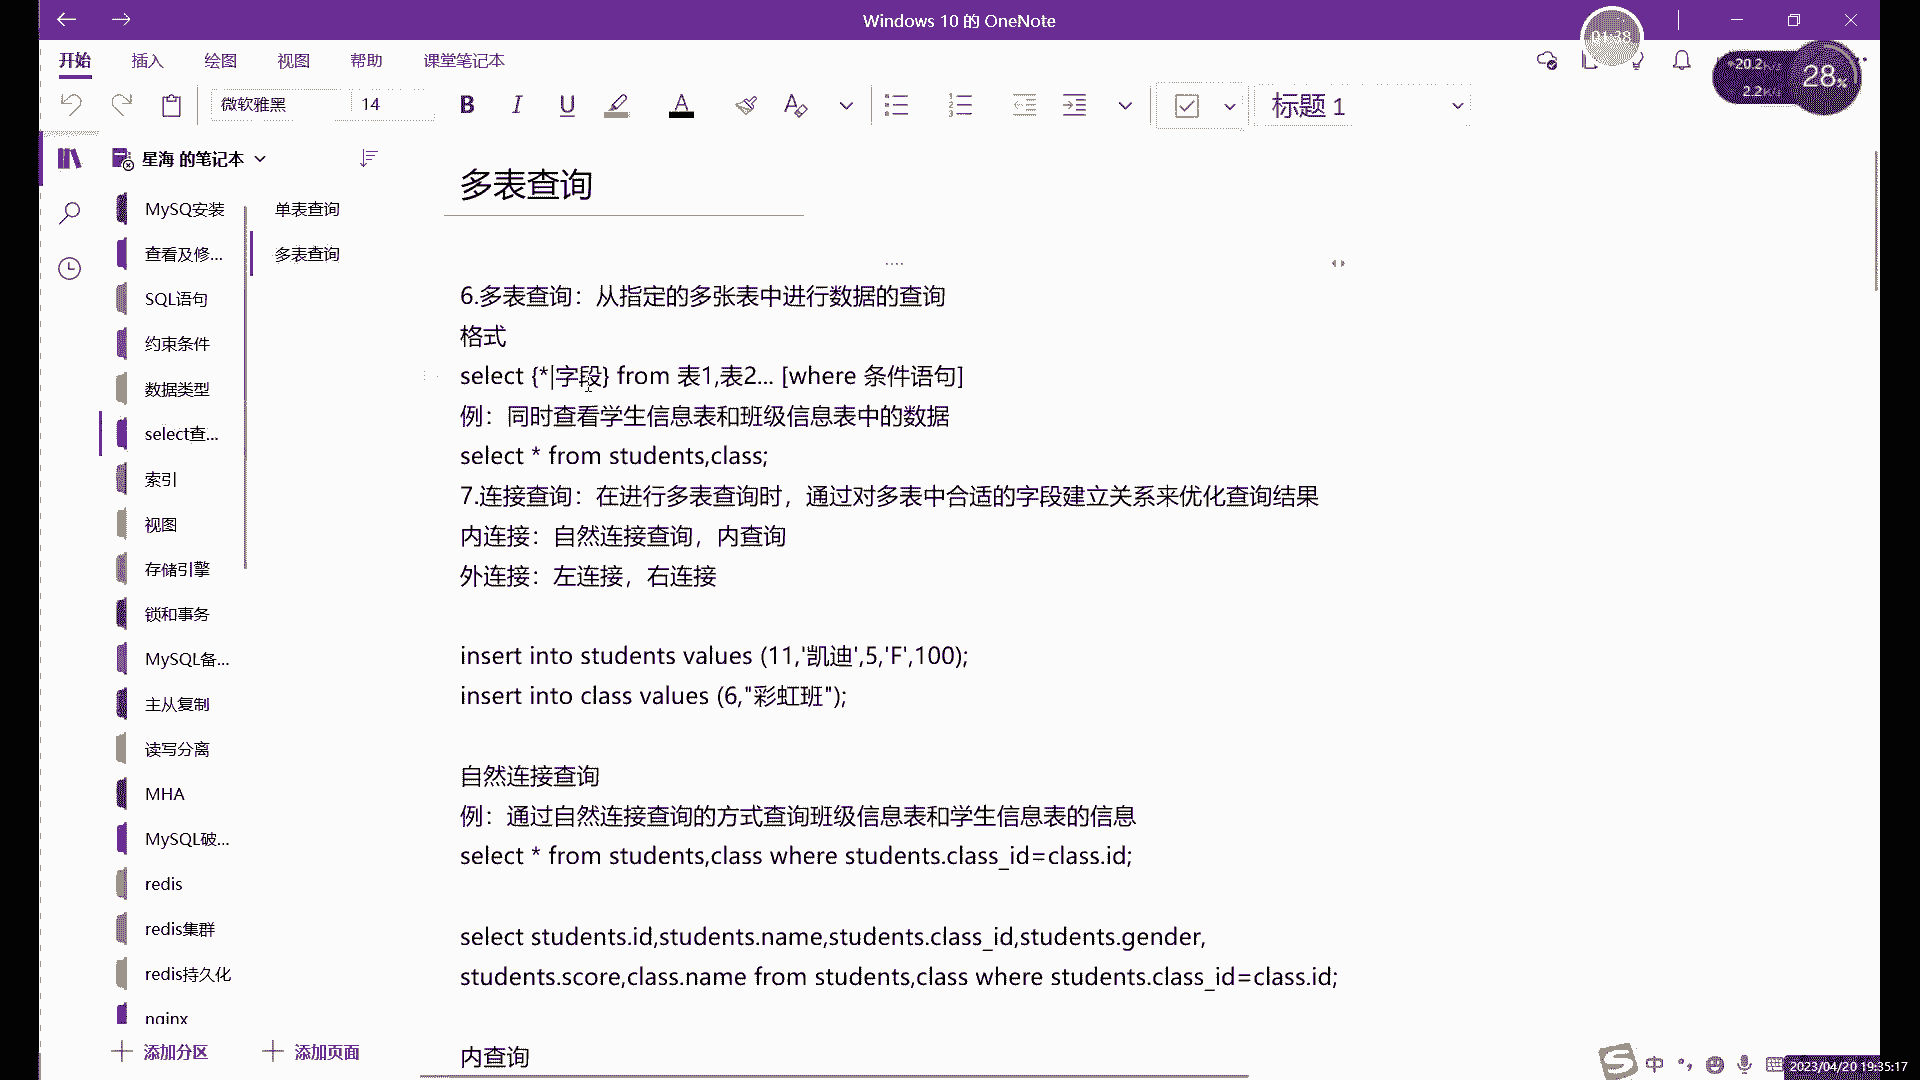 Windows 10 的 OneNote
01:38
开始 插入 绘图 视图 帮助 课堂笔记本
20.2K/s
2.2K/s
28%
微软雅黑 14 B I U A 标题 1
星海 的笔记本
MySQ安装
查看及修...
SQL语句
约束条件
数据类型
select查...
索引
视图
存储引擎
锁和事务
MySQL备...
主从复制
读写分离
MHA
MySQL破...
redis
redis集群
redis持久化
nginx
添加分区
单表查询
多表查询
添加页面
多表查询
6.多表查询：从指定的多张表中进行数据的查询
格式
select {*|字段} from 表1,表2... [where 条件语句]
例：同时查看学生信息表和班级信息表中的数据
select * from students,class;
7.连接查询：在进行多表查询时，通过对多表中合适的字段建立关系来优化查询结果
内连接：自然连接查询，内查询
外连接：左连接，右连接
insert into students values (11,'凯迪',5,'F',100);
insert into class values (6,"彩虹班");
自然连接查询
例：通过自然连接查询的方式查询班级信息表和学生信息表的信息
select * from students,class where students.class_id=class.id;
select students.id,students.name,students.class_id,students.gender,
students.score,class.name from students,class where students.class_id=class.id;
内查询
中
2023/04/20 19:35:17